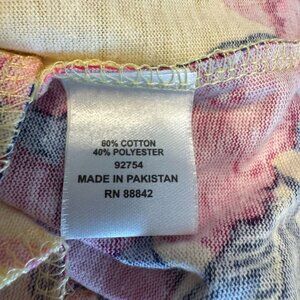 60% COTTON
40% POLYESTER
92754
MADE IN PAKISTAN
RN 88842